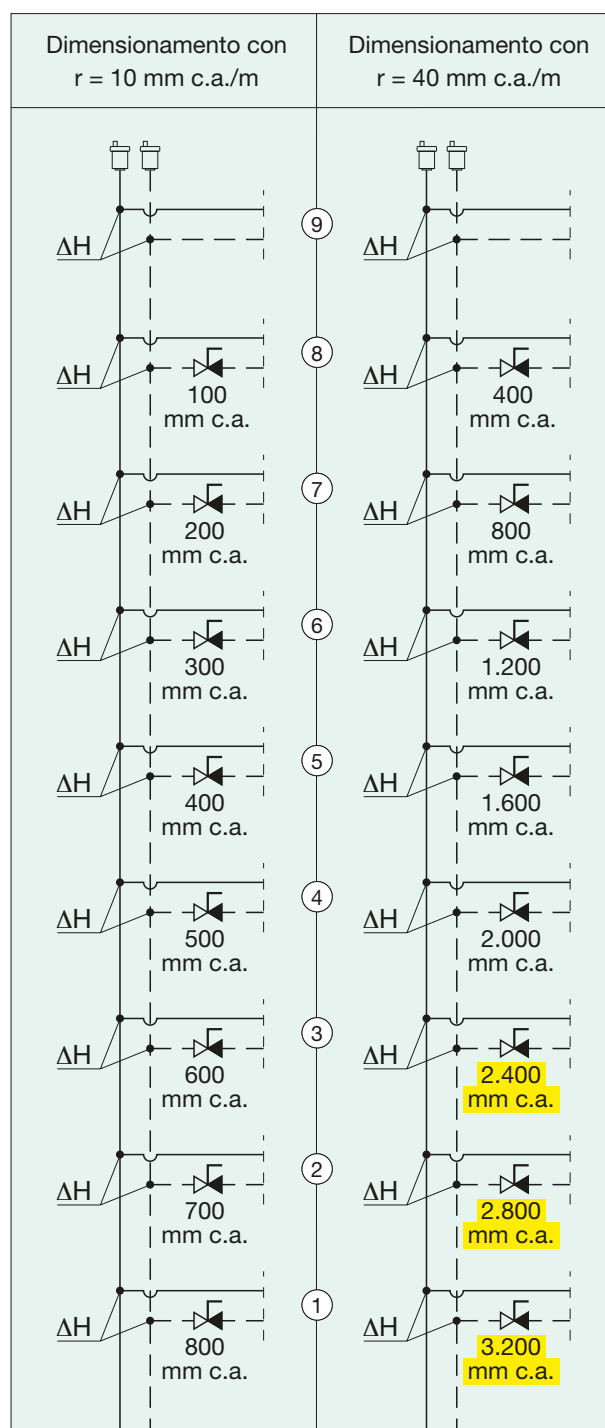 Dimensionamento con
r = 10 mm c.a./m
Dimensionamento con
r = 40 mm c.a./m
ΔH
9
ΔH
ΔH
100
mm c.a.
8
ΔH
400
mm c.a.
ΔH
200
mm c.a.
7
ΔH
800
mm c.a.
ΔH
300
mm c.a.
6
ΔH
1.200
mm c.a.
ΔH
400
mm c.a.
5
ΔH
1.600
mm c.a.
ΔH
500
mm c.a.
4
ΔH
2.000
mm c.a.
ΔH
600
mm c.a.
3
ΔH
2.400
mm c.a.
ΔH
700
mm c.a.
2
ΔH
2.800
mm c.a.
ΔH
800
mm c.a.
1
ΔH
3.200
mm c.a.